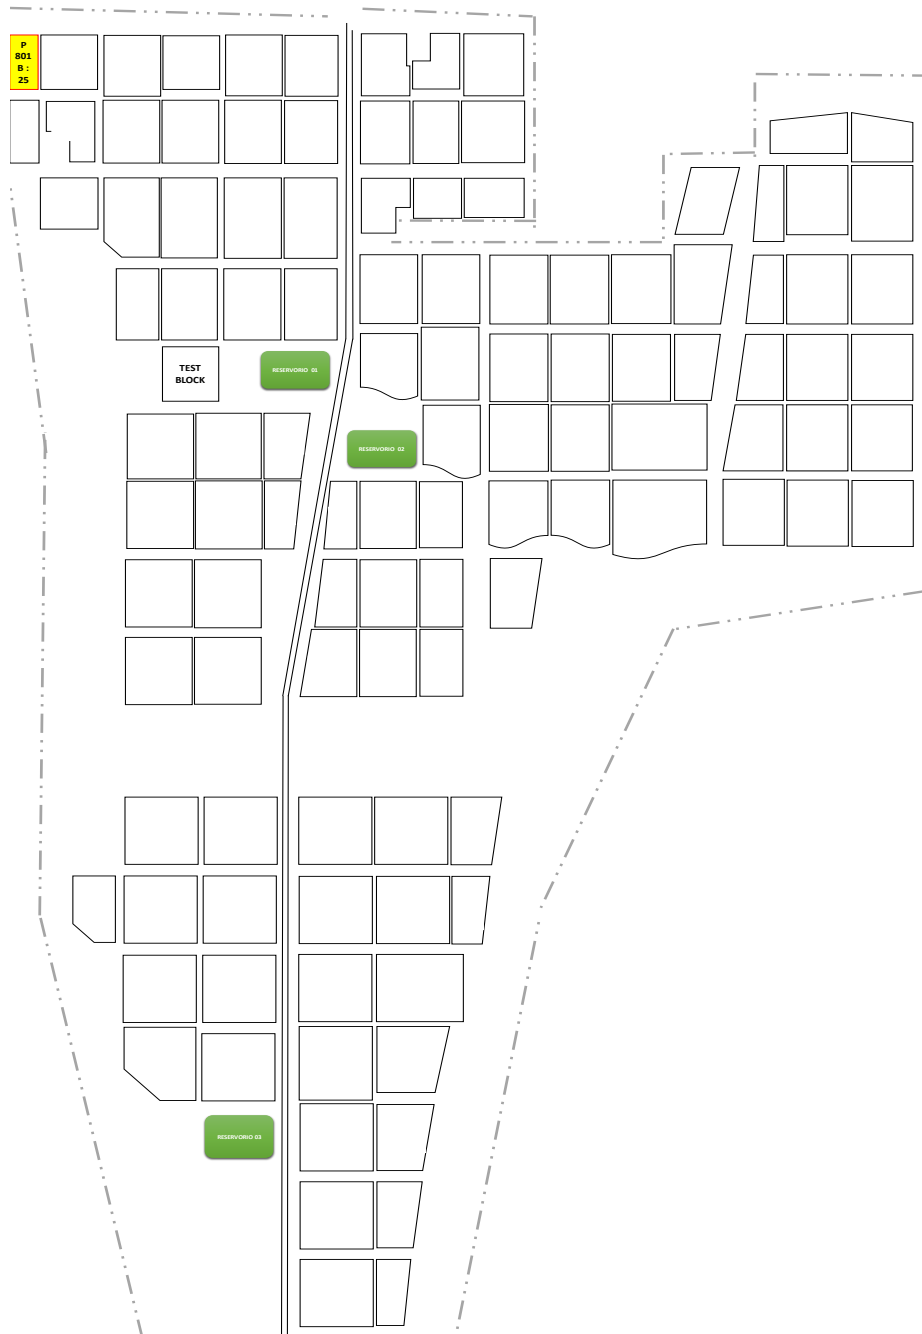 P
801
B :
25
TEST
BLOCK
RESERVORIO 01
RESERVORIO 02
RESERVORIO 03